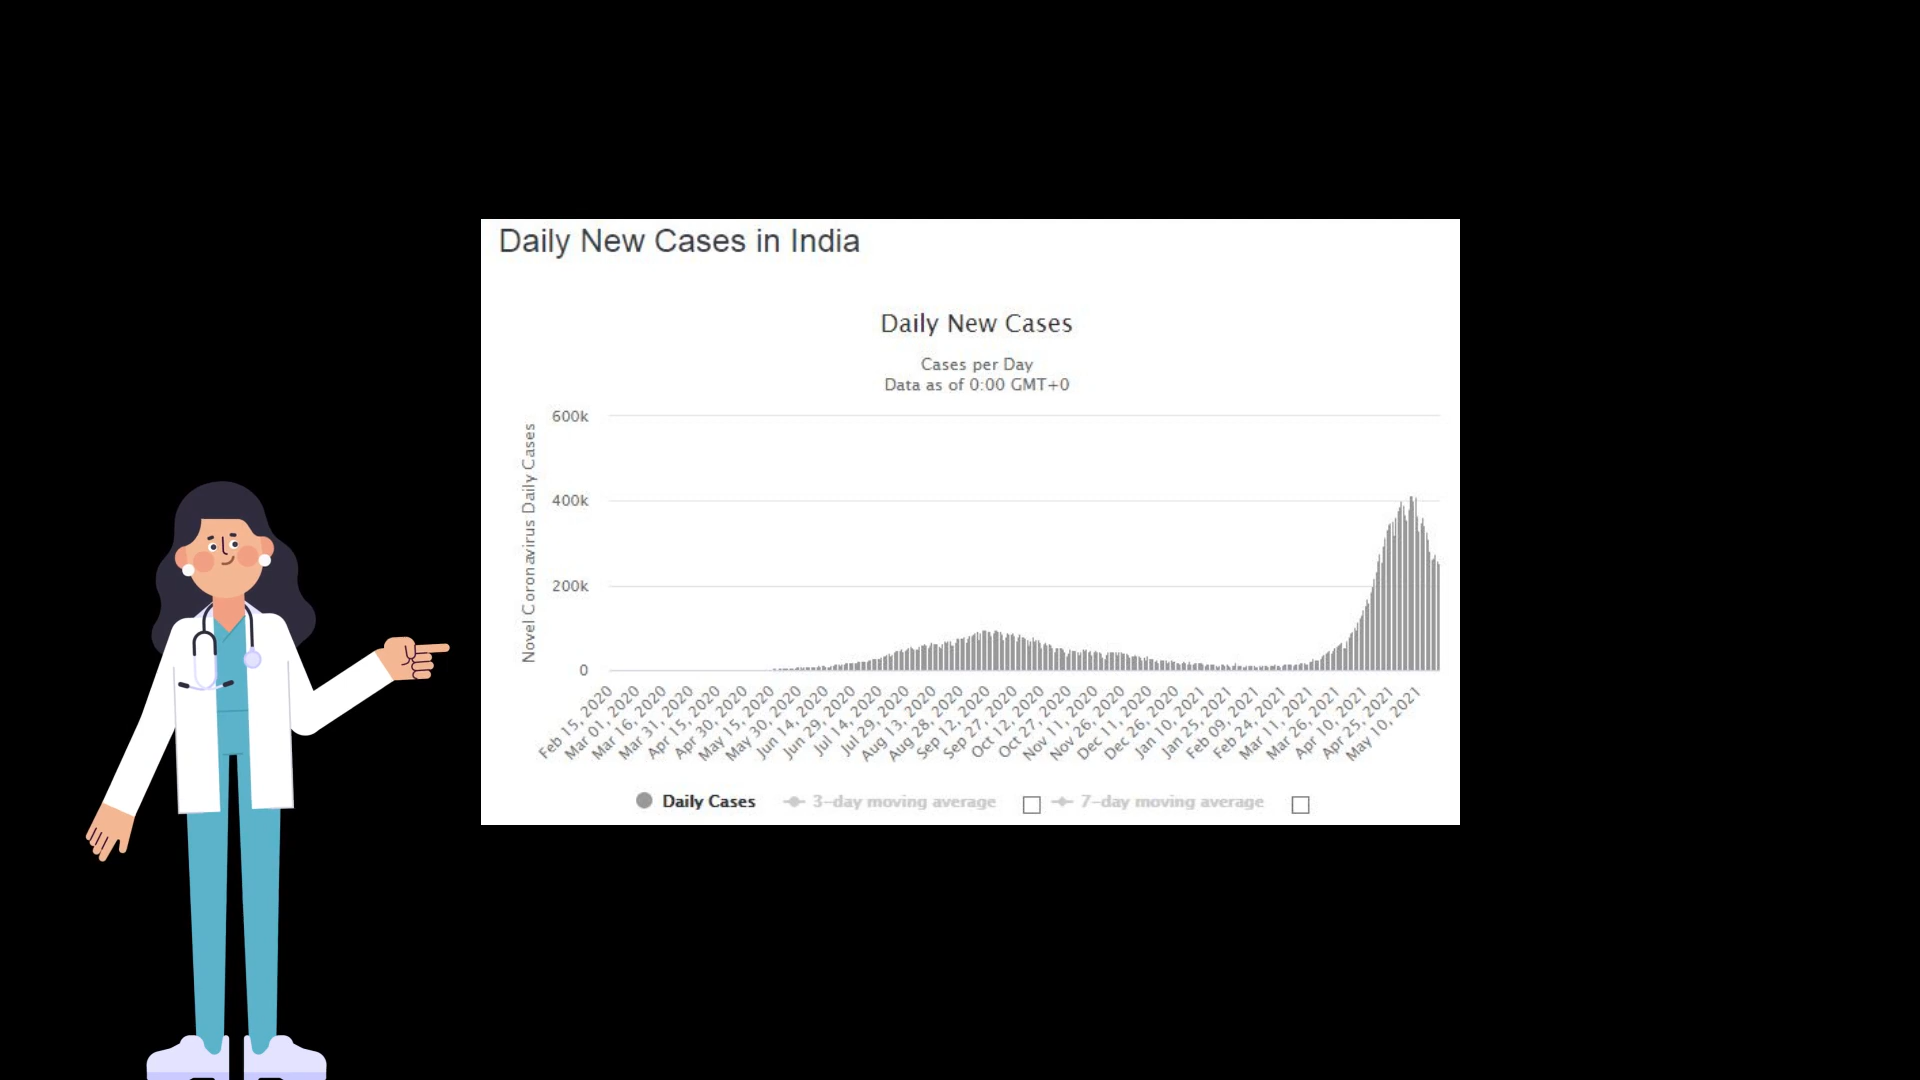 Daily New Cases in India
Daily New Cases
Cases per Day
Data as of 0:00 GMT+0
Novel Coronavirus Daily Cases
600k
400k
200k
0
Feb 15, 2020
Mar 01, 2020
Mar 16, 2020
Mar 31, 2020
Apr 15, 2020
Apr 30, 2020
May 15, 2020
May 30, 2020
Jun 14, 2020
Jun 29, 2020
Jul 14, 2020
Jul 29, 2020
Aug 13, 2020
Aug 28, 2020
Sep 12, 2020
Sep 27, 2020
Oct 12, 2020
Oct 27, 2020
Nov 11, 2020
Nov 26, 2020
Dec 11, 2020
Dec 26, 2020
Jan 10, 2021
Jan 25, 2021
Feb 09, 2021
Feb 24, 2021
Mar 11, 2021
Mar 26, 2021
Apr 10, 2021
Apr 25, 2021
May 10, 2021
Daily Cases 3-day moving average 7-day moving average